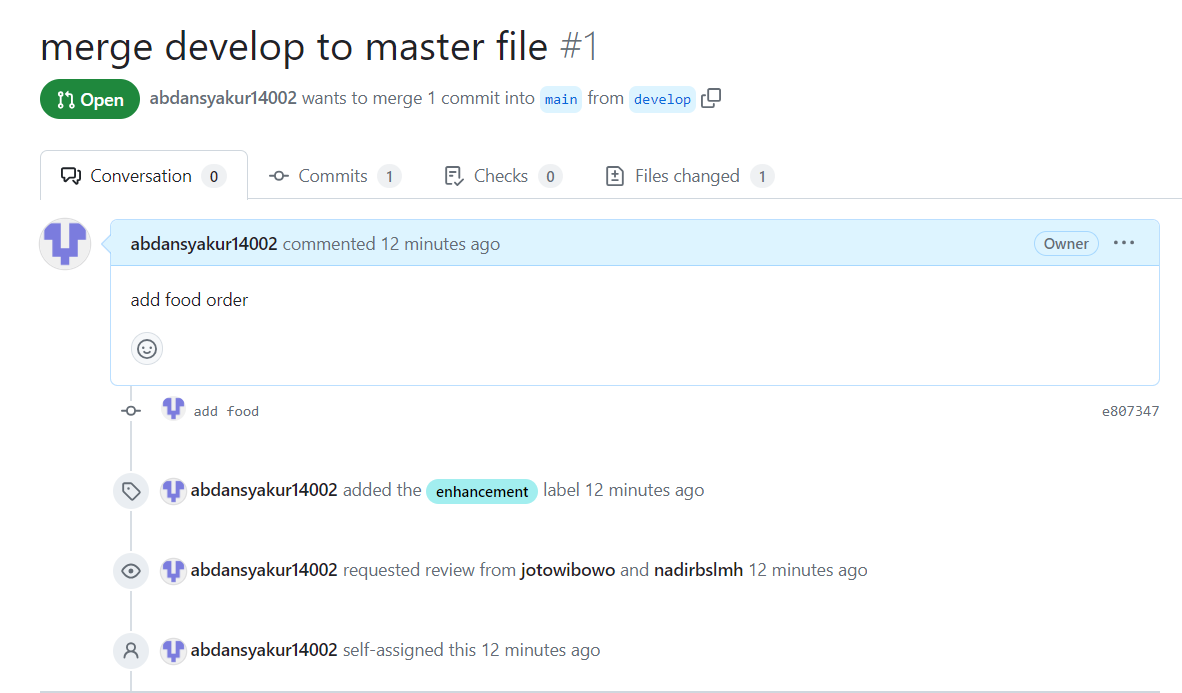 merge develop to master file #1
Open abdansyakur14002 wants to merge 1 commit into main from develop
Conversation 0 Commits 1 Checks 0 Files changed 1
abdansyakur14002 commented 12 minutes ago Owner
add food order
add food e807347
abdansyakur14002 added the enhancement label 12 minutes ago
abdansyakur14002 requested review from jotowibowo and nadirbslmh 12 minutes ago
abdansyakur14002 self-assigned this 12 minutes ago